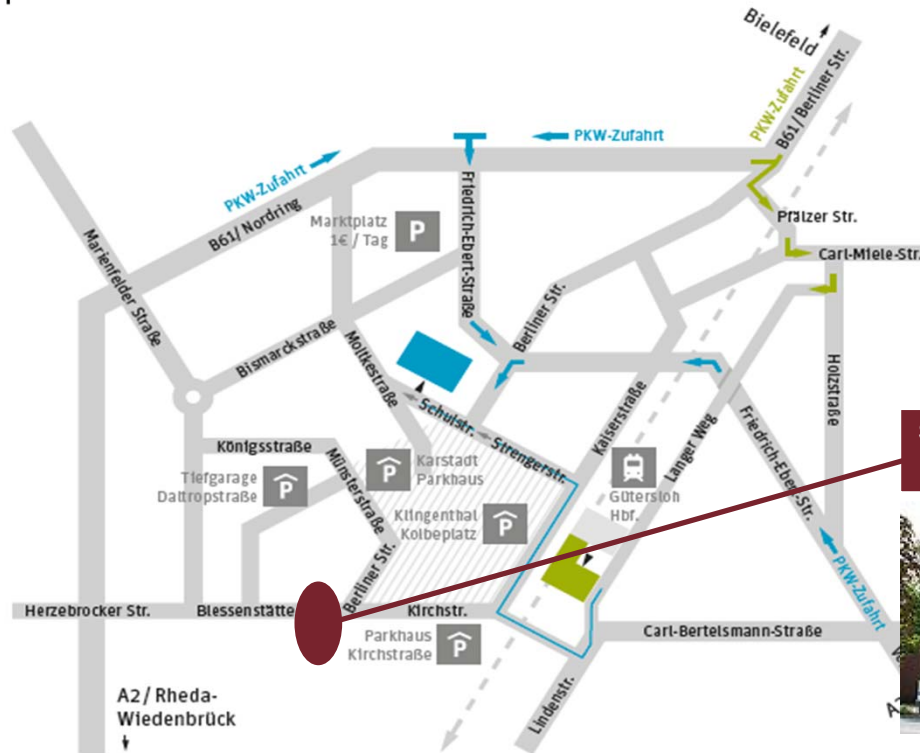 Bielefeld
PKW-Zufahrt
B61/Berliner Str.
PKW-Zufahrt
PKW-Zufahrt
B61/ Nordring
Friedrich-Ebert-Straße
Marktplatz
1€ / Tag
P
Pfälzer Str.
Carl-Miele-Str.
Marienfelder Straße
Bismarckstraße
Moltkestraße
Berliner Str.
Schulstr.
Strengerstr.
Kaiserstraße
Langer Weg
Holzstraße
Friedrich-Ebert-Str.
Königsstraße
Münsterstraße
Tiefgarage
Dattropstraße
P
P
Karstadt
Parkhaus
Klingenthal
Kolbeplatz
P
Gütersloh
Hbf.
PKW-Zufahrt
Berliner Str.
Herzebrocker Str.
Blessenstätte
Kirchstr.
Parkhaus
Kirchstraße
P
Carl-Bertelsmann-Straße
Lindenstr.
A2/ Rheda-
Wiedenbrück